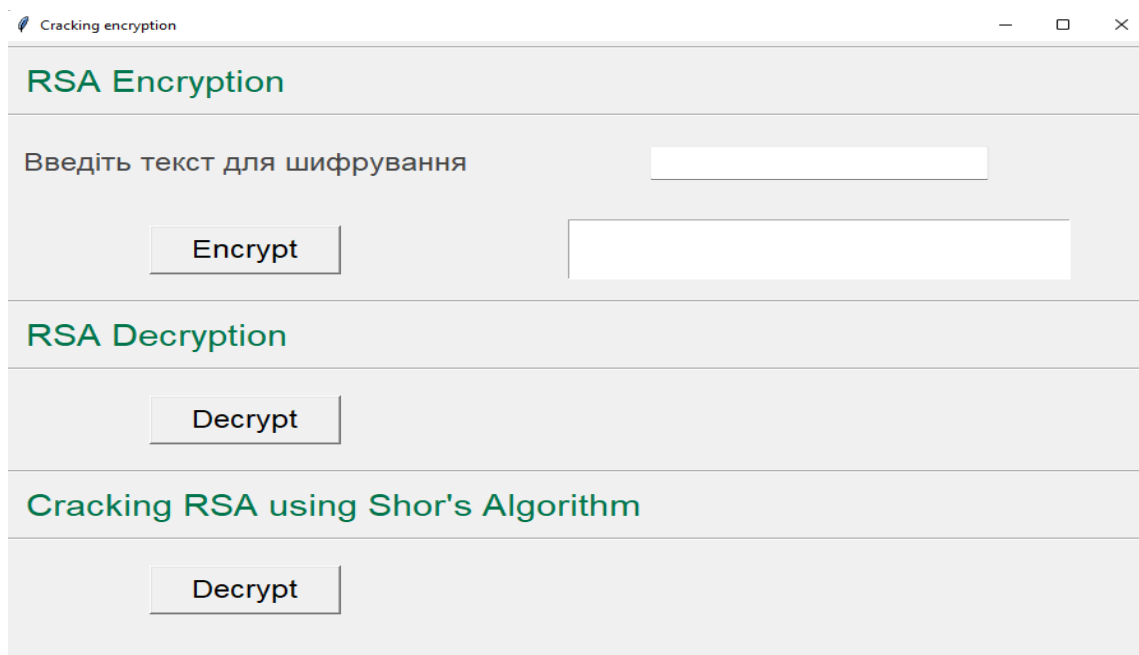 Cracking encryption
RSA Encryption
Введіть текст для шифрування
Encrypt
RSA Decryption
Decrypt
Cracking RSA using Shor's Algorithm
Decrypt